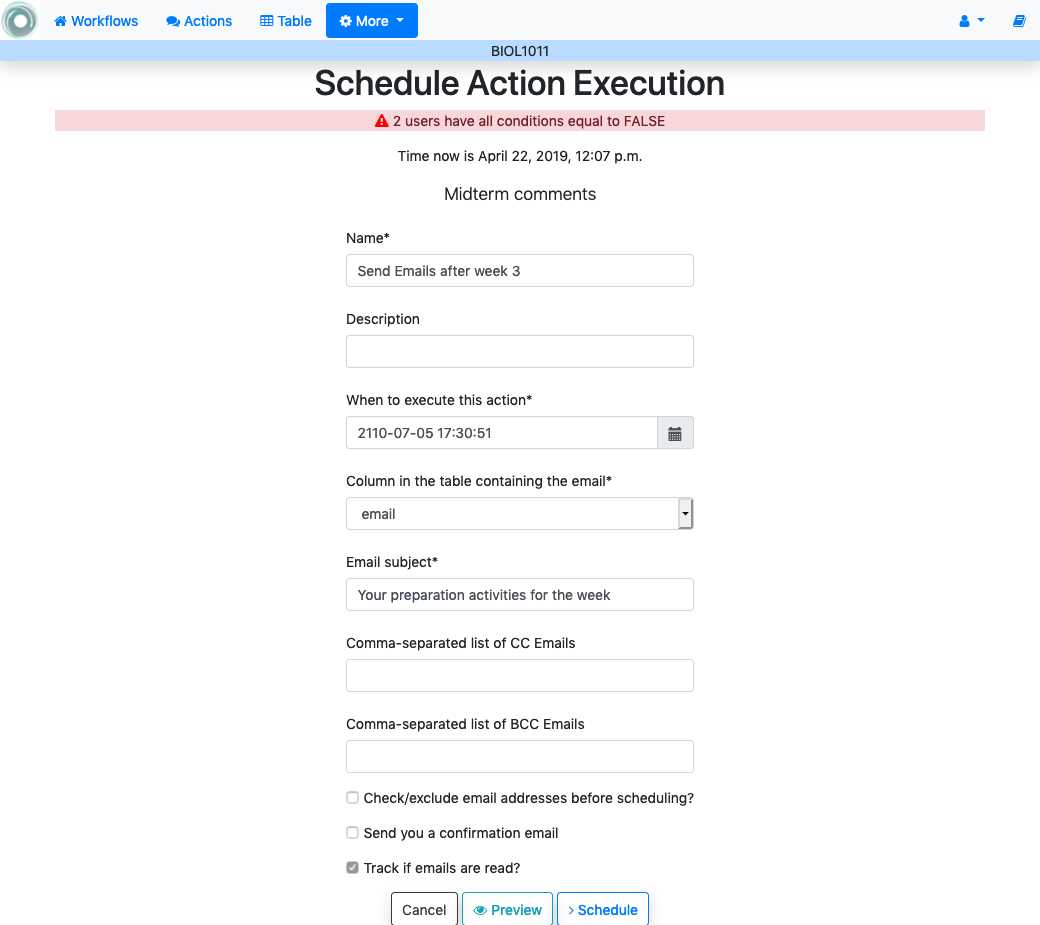 Workflows Actions Table More
BIOL1011
Schedule Action Execution
2 users have all conditions equal to FALSE
Time now is April 22, 2019, 12:07 p.m.
Midterm comments
Name*
Send Emails after week 3
Description
When to execute this action*
2110-07-05 17:30:51
Column in the table containing the email*
email
Email subject*
Your preparation activities for the week
Comma-separated list of CC Emails
Comma-separated list of BCC Emails
Check/exclude email addresses before scheduling?
Send you a confirmation email
Track if emails are read?
Cancel Preview Schedule